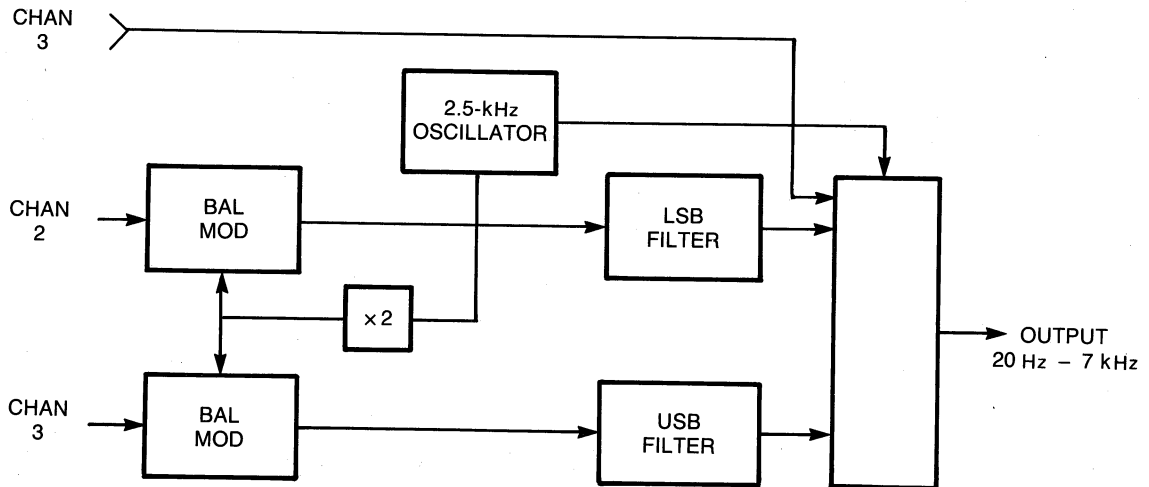 CHAN
3
2.5-kHz
OSCILLATOR
CHAN
2
BAL
MOD
LSB
FILTER
×2
OUTPUT
20 Hz – 7 kHz
CHAN
3
BAL
MOD
USB
FILTER